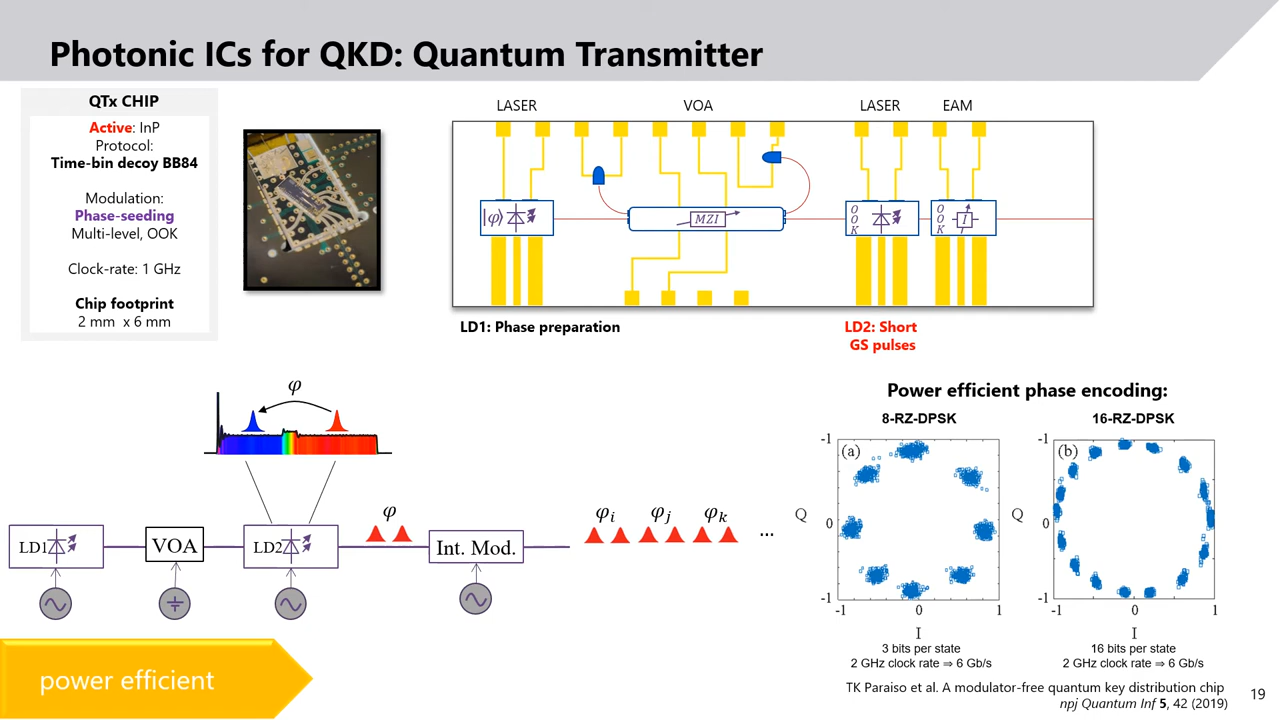 Photonic ICs for QKD: Quantum Transmitter
QTx CHIP
Active: InP
Protocol:
Time-bin decoy BB84
Modulation:
Phase-seeding
Multi-level, OOK
Clock-rate: 1 GHz
Chip footprint
2 mm x 6 mm
LASER
VOA
LASER
EAM
|φ⟩
MZI
O
O
K
O
O
K
I
LD1: Phase preparation
LD2: Short
GS pulses
φ
LD1
VOA
LD2
φ
Int. Mod.
φi
φj
φk
...
Power efficient phase encoding:
8-RZ-DPSK
16-RZ-DPSK
-1
(a)
Q
0
-1
-1
0
1
I
-1
(b)
Q
0
-1
-1
0
1
I
3 bits per state
2 GHz clock rate ⇒ 6 Gb/s
16 bits per state
2 GHz clock rate ⇒ 6 Gb/s
power efficient
TK Paraiso et al. A modulator-free quantum key distribution chip
npj Quantum Inf 5, 42 (2019)
19